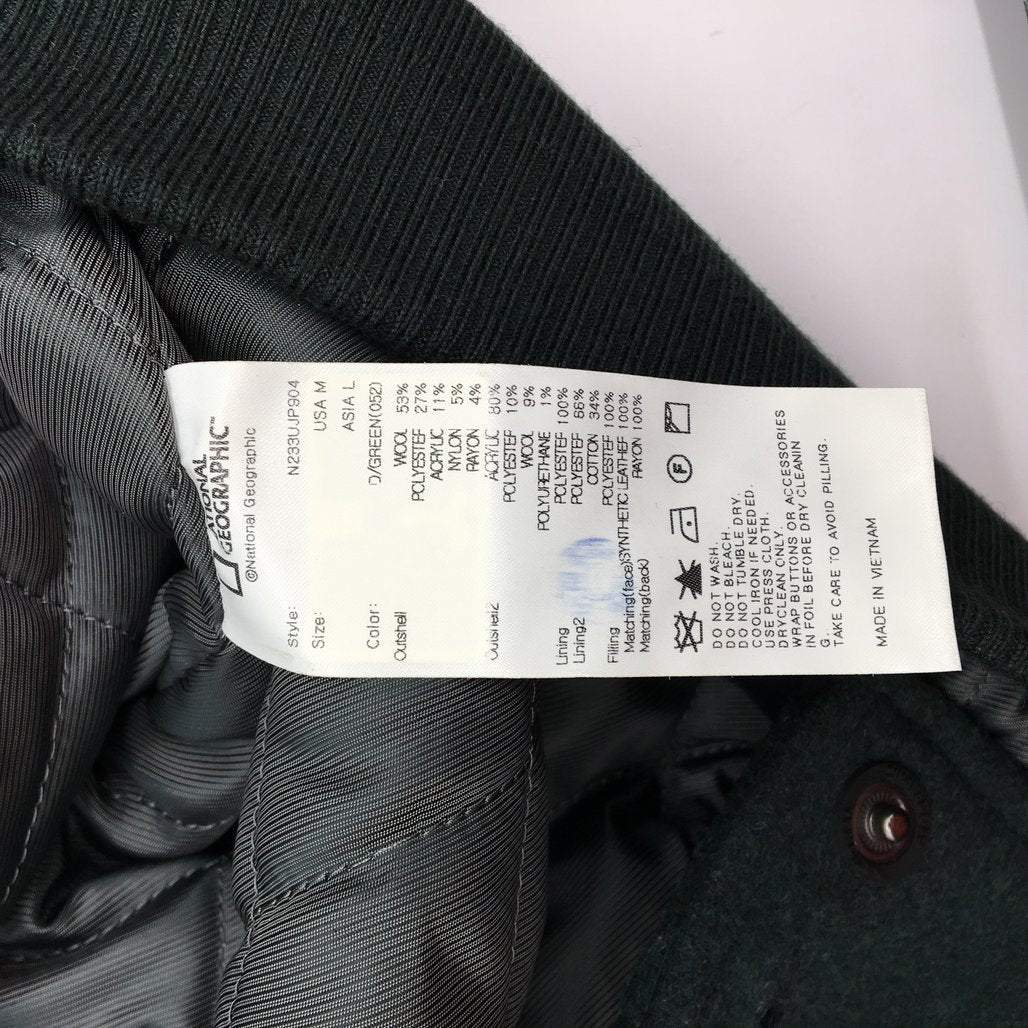 NATIONAL
GEOGRAPHIC™
©National Geographic
Style: N233UJP904
Size: USA M
ASIA L
Color: D/GREEN(052)
Outshell WOOL 53%
POLYESTER 27%
ACRYLIC 11%
NYLON 5%
RAYON 4%
Outshell2 ACRYLIC 80%
POLYESTER 10%
WOOL 9%
POLYURETHANE 1%
Lining POLYESTER 100%
Lining2 POLYESTER 66%
COTTON 34%
Filling POLYESTER 100%
Matching(face)SYNTHETIC LEATHER 100%
Matching(back) RAYON 100%
F
DO NOT WASH.
DO NOT BLEACH.
DO NOT TUMBLE DRY.
COOL IRON IF NEEDED.
USE PRESS CLOTH.
DRYCLEAN ONLY.
WRAP BUTTONS OR ACCESSORIES
IN FOIL BEFORE DRY CLEANIN
G.
TAKE CARE TO AVOID PILLING.
MADE IN VIETNAM